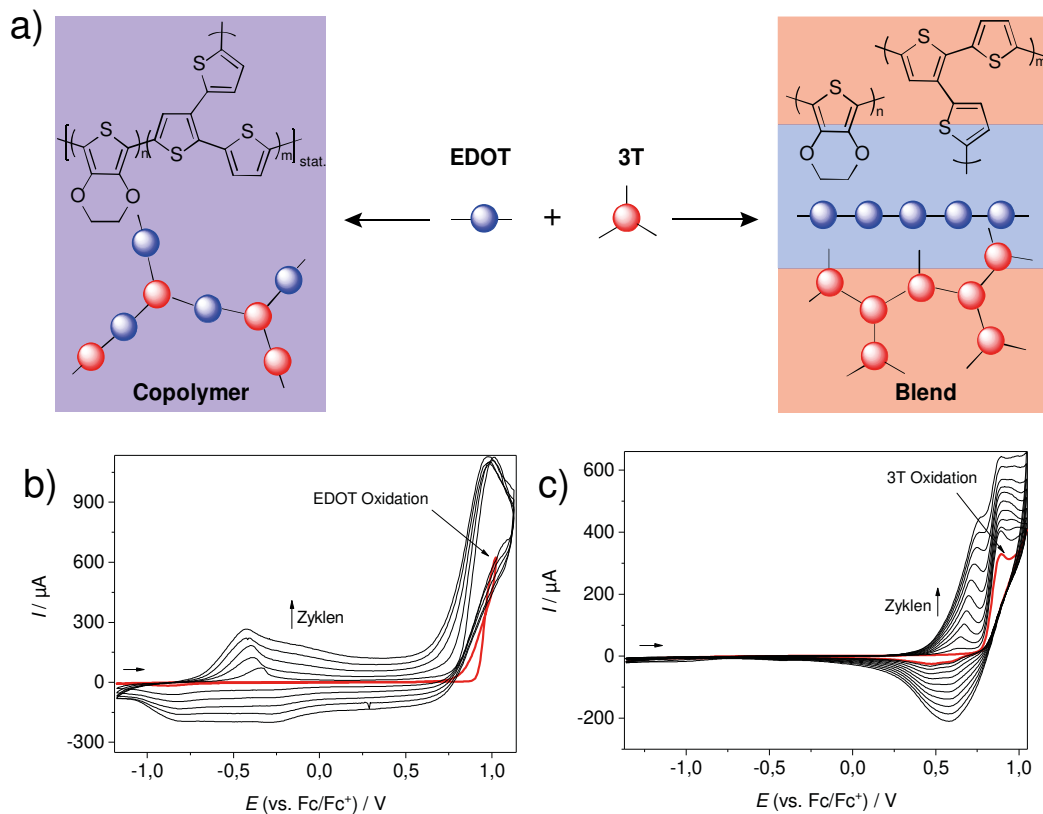 a)
S
S
S
S
O
O
n
m
stat.
Copolymer
EDOT
3T
+
S
S
S
S
O
O
n
m
Blend
b)
EDOT Oxidation
Zyklen
900
600
300
0
-300
I / µA
-1,0
-0,5
0,0
0,5
1,0
E (vs. Fc/Fc⁺) / V
c)
3T Oxidation
Zyklen
600
400
200
0
-200
I / µA
-1,0
-0,5
0,0
0,5
1,0
E (vs. Fc/Fc⁺) / V